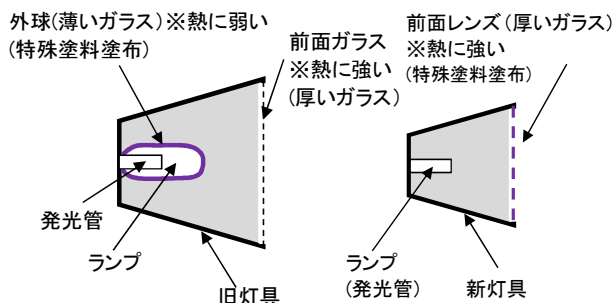 外球(薄いガラス)※熱に弱い
(特殊塗料塗布)
前面ガラス
※熱に強い
(厚いガラス)
発光管
ランプ
旧灯具
前面レンズ(厚いガラス)
※熱に強い
(特殊塗料塗布)
ランプ
(発光管)
新灯具